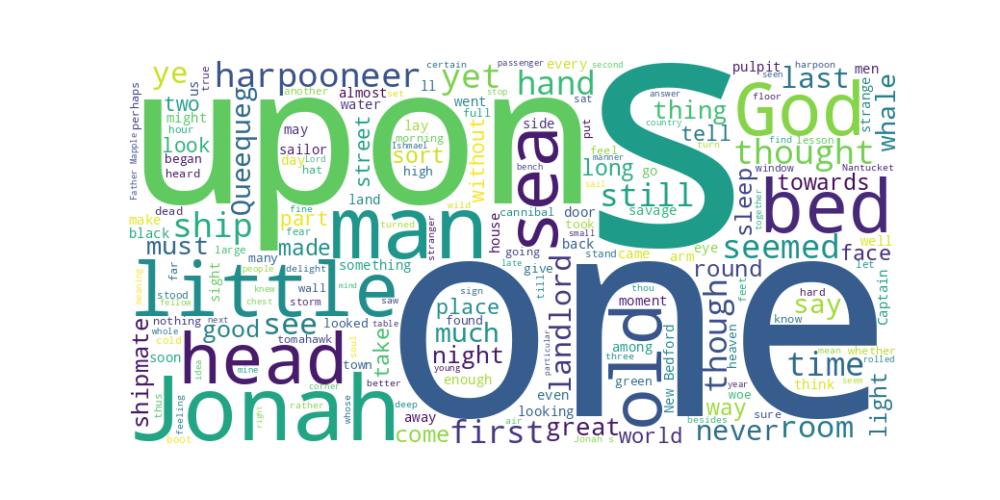 upon
S
one
God
bed
sea
man
little
head
Jonah
old
ye
harpooneer
yet
hand
last
men
pulpit
whale
strange
thing
tell
thought
towards
Nantucket
window
floor
find
lesson
country
answer
seen
harpoon
certain
passenger
every
second
true
us
perhaps
Father Mapple
two
might
hour
look
began
heard
Queequeg
another
almost
water
set
ll
went
full
stop
sat
put
side
bench
may
sailor
day
Lord
hat
street
lay
morning
Ishmael
sort
high
without
long
feel
manner
go
sail
turn
still
savage
sleep
together
land
wild
cannibal
door
took
small
back
stand
came
arm
eye
seemed
face
well
let
dead
make
black
ship
part
fine
fear
must
large
made
turned
stranger
house
going
late
give
till
many
people
knew
delight
something
meaning
far
stood
fellow
sight
wall
storm
chest
mind
saw
sign
place
found
much
night
young
enough
landlord
particular
even
looking
round
though
feet
heaven
thou
moment
among
three
green
New Bedford
year
woe
way
besides
sure
hard
say
know
time
mean
whether
rolled
think
seem
Captain
light
shipmate
nothing
next
whole
cold
good
see
looked
table
tomahawk
soon
idea
mine
soul
town
take
better
thus
feeling
boot
right
corner
rather
whose
deep
away
come
first
air
great
Jonah s
world
never
room